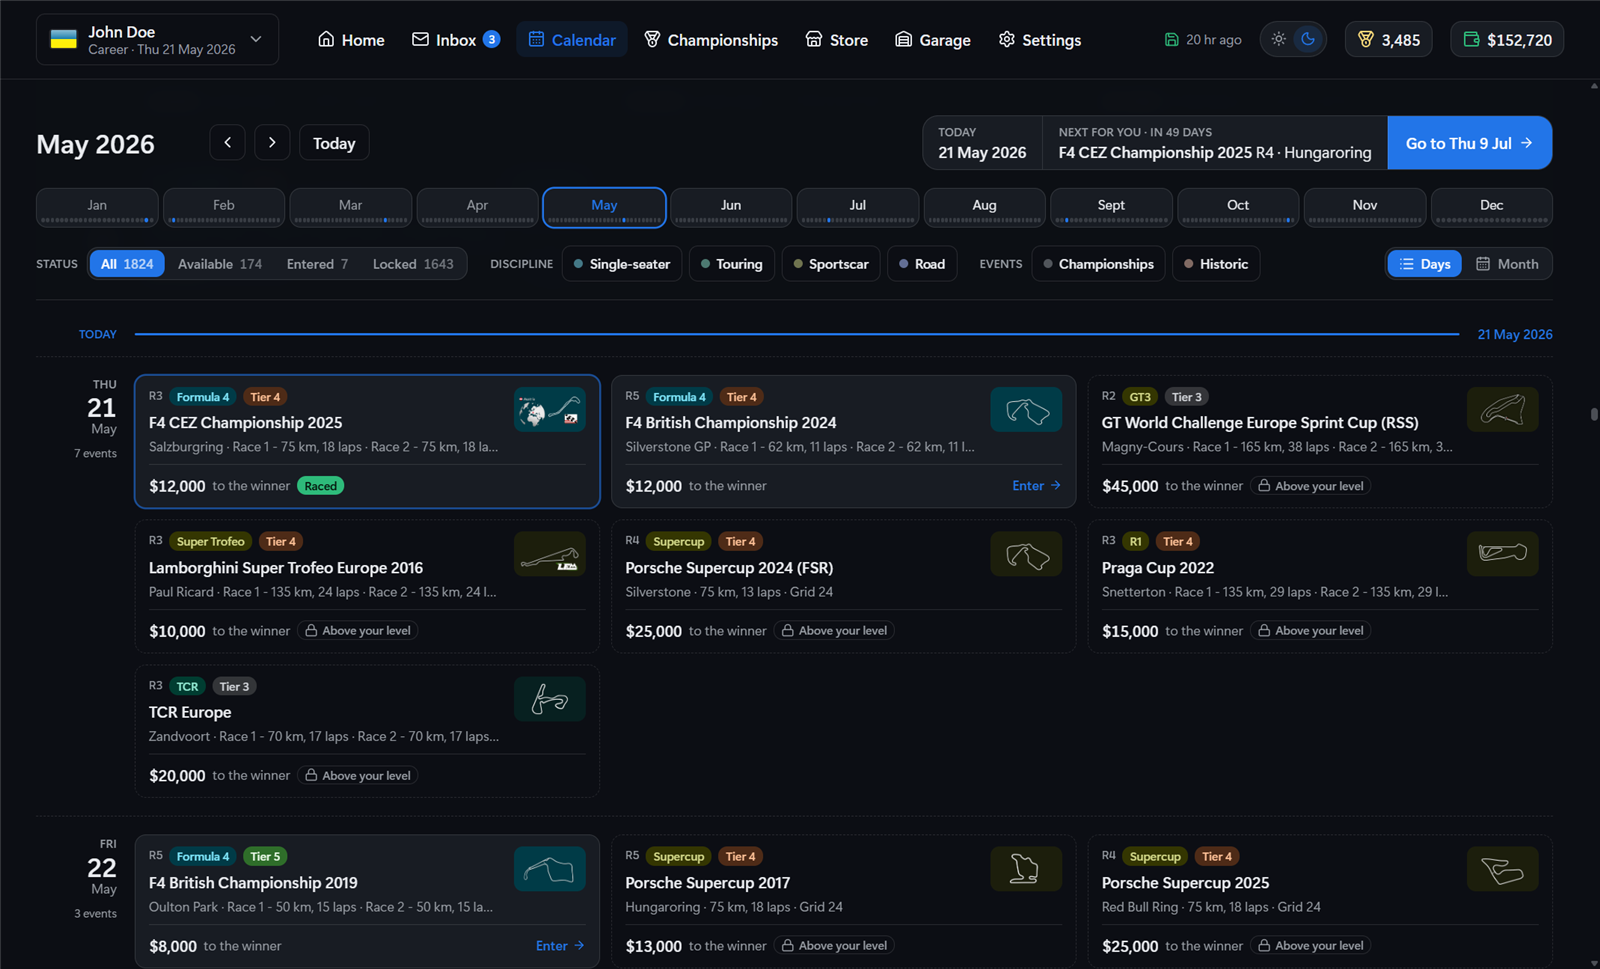 John Doe
Career · Thu 21 May 2026
Home
Inbox 3
Calendar
Championships
Store
Garage
Settings
20 hr ago
3,485
$152,720
May 2026
Today
TODAY
21 May 2026
NEXT FOR YOU · IN 49 DAYS
F4 CEZ Championship 2025 R4 · Hungaroring
Go to Thu 9 Jul →
Jan
Feb
Mar
Apr
May
Jun
Jul
Aug
Sept
Oct
Nov
Dec
STATUS
All 1824
Available 174
Entered 7
Locked 1643
DISCIPLINE
Single-seater
Touring
Sportscar
Road
EVENTS
Championships
Historic
Days
Month
TODAY
21 May 2026
THU
21
May
7 events
R3 Formula 4 Tier 4
F4 CEZ Championship 2025
Salzburgring · Race 1 - 75 km, 18 laps · Race 2 - 75 km, 18 la...
$12,000 to the winner Raced
R5 Formula 4 Tier 4
F4 British Championship 2024
Silverstone GP · Race 1 - 62 km, 11 laps · Race 2 - 62 km, 11 l...
$12,000 to the winner
Enter →
R2 GT3 Tier 3
GT World Challenge Europe Sprint Cup (RSS)
Magny-Cours · Race 1 - 165 km, 38 laps · Race 2 - 165 km, 3...
$45,000 to the winner Above your level
R3 Super Trofeo Tier 4
Lamborghini Super Trofeo Europe 2016
Paul Ricard · Race 1 - 135 km, 24 laps · Race 2 - 135 km, 24 l...
$10,000 to the winner Above your level
R4 Supercup Tier 4
Porsche Supercup 2024 (FSR)
Silverstone · 75 km, 13 laps · Grid 24
$25,000 to the winner Above your level
R3 R1 Tier 4
Praga Cup 2022
Snetterton · Race 1 - 135 km, 29 laps · Race 2 - 135 km, 29 l...
$15,000 to the winner Above your level
R3 TCR Tier 3
TCR Europe
Zandvoort · Race 1 - 70 km, 17 laps · Race 2 - 70 km, 17 laps...
$20,000 to the winner Above your level
FRI
22
May
3 events
R5 Formula 4 Tier 5
F4 British Championship 2019
Oulton Park · Race 1 - 50 km, 15 laps · Race 2 - 50 km, 15 la...
$8,000 to the winner
Enter →
R5 Supercup Tier 4
Porsche Supercup 2017
Hungaroring · 75 km, 18 laps · Grid 24
$13,000 to the winner Above your level
R4 Supercup Tier 4
Porsche Supercup 2025
Red Bull Ring · 75 km, 18 laps · Grid 24
$25,000 to the winner Above your level